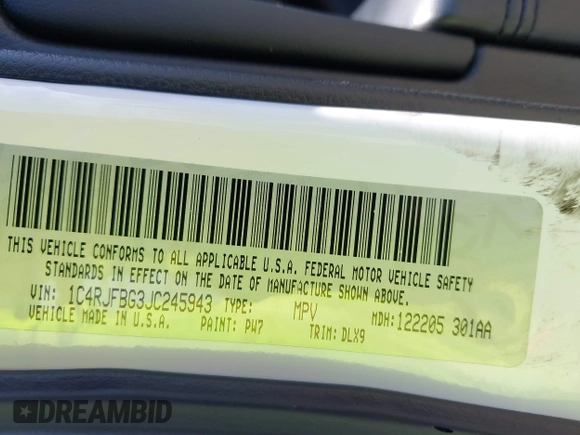 THIS VEHICLE CONFORMS TO ALL APPLICABLE U.S.A. FEDERAL MOTOR VEHICLE SAFETY
STANDARDS IN EFFECT ON THE DATE OF MANUFACTURE SHOWN ABOVE.
VIN: 1C4RJFBG3JC245943 TYPE: MPV MDH:122205 301AA
VEHICLE MADE IN U.S.A. PAINT: PW7 TRIM: DLX9
DREAMBID